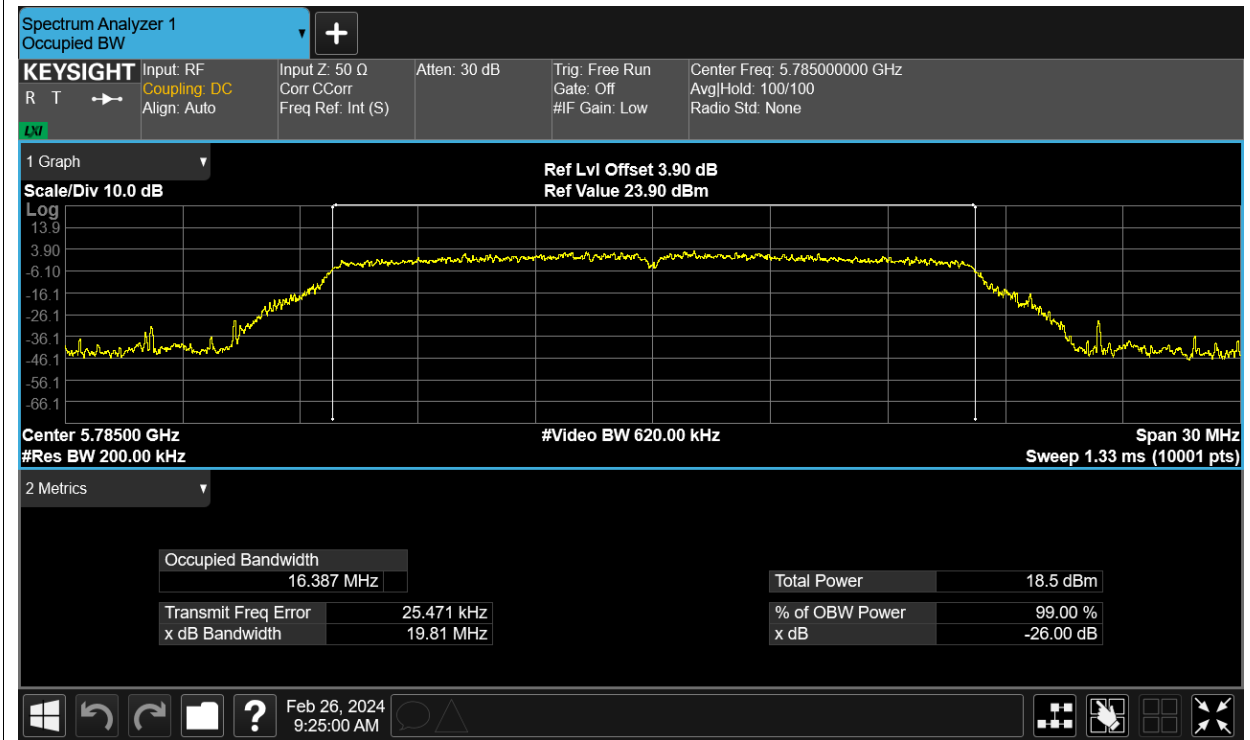 Spectrum Analyzer 1
Occupied BW
KEYSIGHT
R T
LXI
Input: RF
Coupling: DC
Align: Auto
Input Z: 50 Ω
Corr CCorr
Freq Ref: Int (S)
Atten: 30 dB
Trig: Free Run
Gate: Off
#IF Gain: Low
Center Freq: 5.785000000 GHz
Avg|Hold: 100/100
Radio Std: None
1 Graph
Scale/Div 10.0 dB
Ref Lvl Offset 3.90 dB
Ref Value 23.90 dBm
Log
13.9
3.90
-6.10
-16.1
-26.1
-36.1
-46.1
-56.1
-66.1
Center 5.78500 GHz
#Video BW 620.00 kHz
Span 30 MHz
#Res BW 200.00 kHz
Sweep 1.33 ms (10001 pts)
2 Metrics
Occupied Bandwidth
16.387 MHz
Total Power 18.5 dBm
Transmit Freq Error 25.471 kHz
% of OBW Power 99.00 %
x dB Bandwidth 19.81 MHz
x dB -26.00 dB
?
Feb 26, 2024
9:25:00 AM